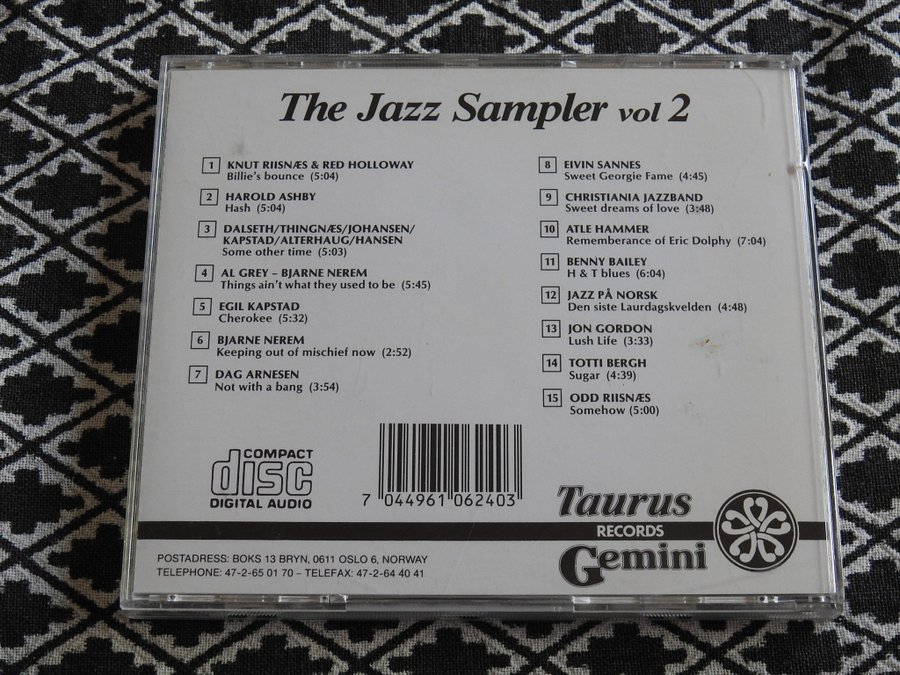 The Jazz Sampler vol 2
1 KNUT RIISNÆS & RED HOLLOWAY
Billie's bounce (5:04)
2 HAROLD ASHBY
Hash (5:04)
3 DALSETH/THINGNÆS/JOHANSEN/
KAPSTAD/ALTERHAUG/HANSEN
Some other time (5:03)
4 AL GREY – BJARNE NEREM
Things ain't what they used to be (5:45)
5 EGIL KAPSTAD
Cherokee (5:32)
6 BJARNE NEREM
Keeping out of mischief now (2:52)
7 DAG ARNESEN
Not with a bang (3:54)
8 EIVIN SANNES
Sweet Georgie Fame (4:45)
9 CHRISTIANIA JAZZBAND
Sweet dreams of love (3:48)
10 ATLE HAMMER
Rememberance of Eric Dolphy (7:04)
11 BENNY BAILEY
H & T blues (6:04)
12 JAZZ PÅ NORSK
Den siste Laurdagskvelden (4:48)
13 JON GORDON
Lush Life (3:33)
14 TOTTI BERGH
Sugar (4:39)
15 ODD RIISNÆS
Somehow (5:00)
COMPACT
disc
DIGITAL AUDIO
7 044961 062403
Taurus
RECORDS
Gemini
POSTADRESS: BOKS 13 BRYN, 0611 OSLO 6, NORWAY
TELEPHONE: 47-2-65 01 70 – TELEFAX: 47-2-64 40 41